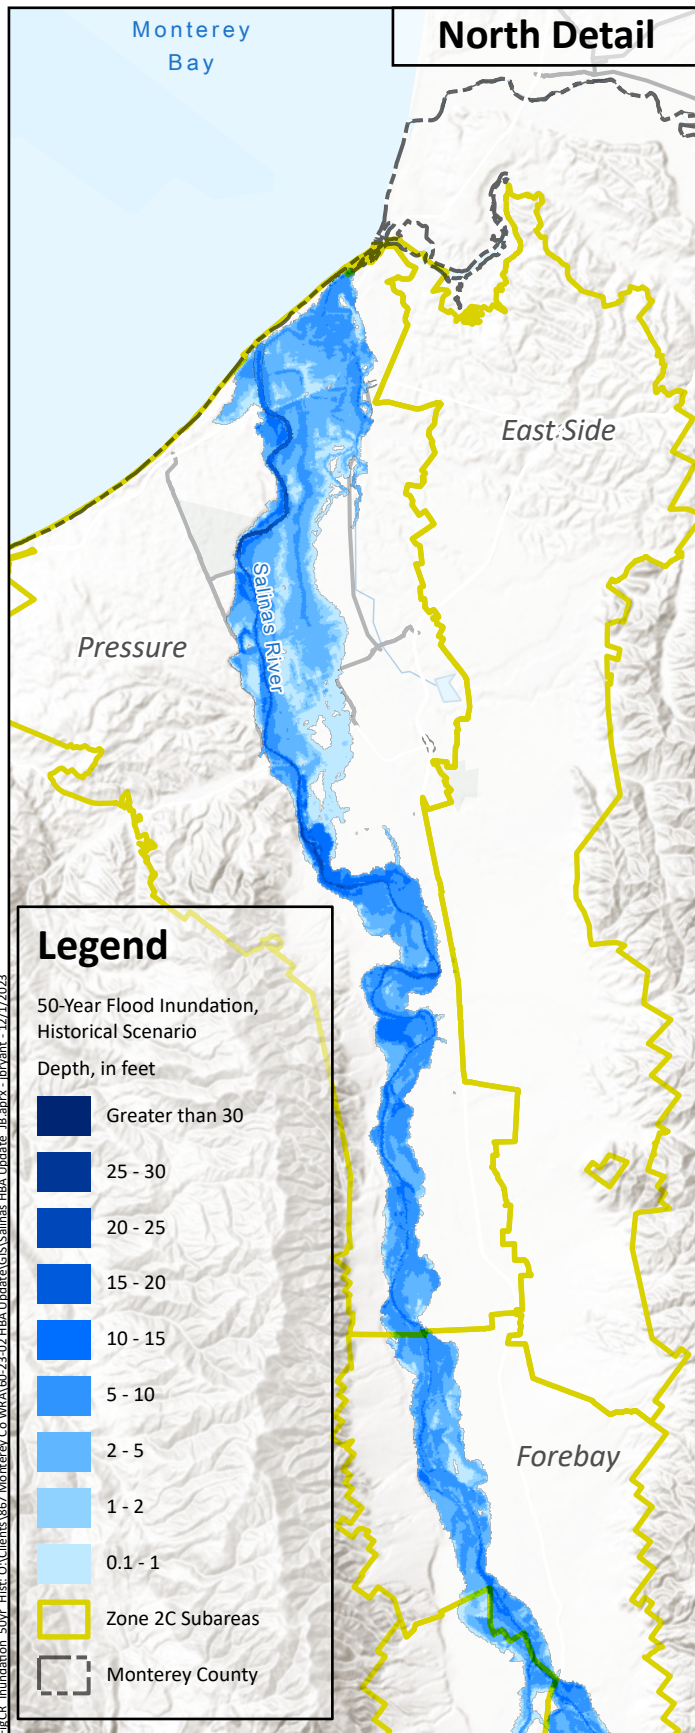 Monterey
Bay
North Detail
East Side
Salinas River
Pressure
Legend
50-Year Flood Inundation,
Historical Scenario
Depth, in feet
Greater than 30
25 - 30
20 - 25
15 - 20
10 - 15
5 - 10
2 - 5
1 - 2
0.1 - 1
Zone 2C Subareas
Monterey County
Forebay